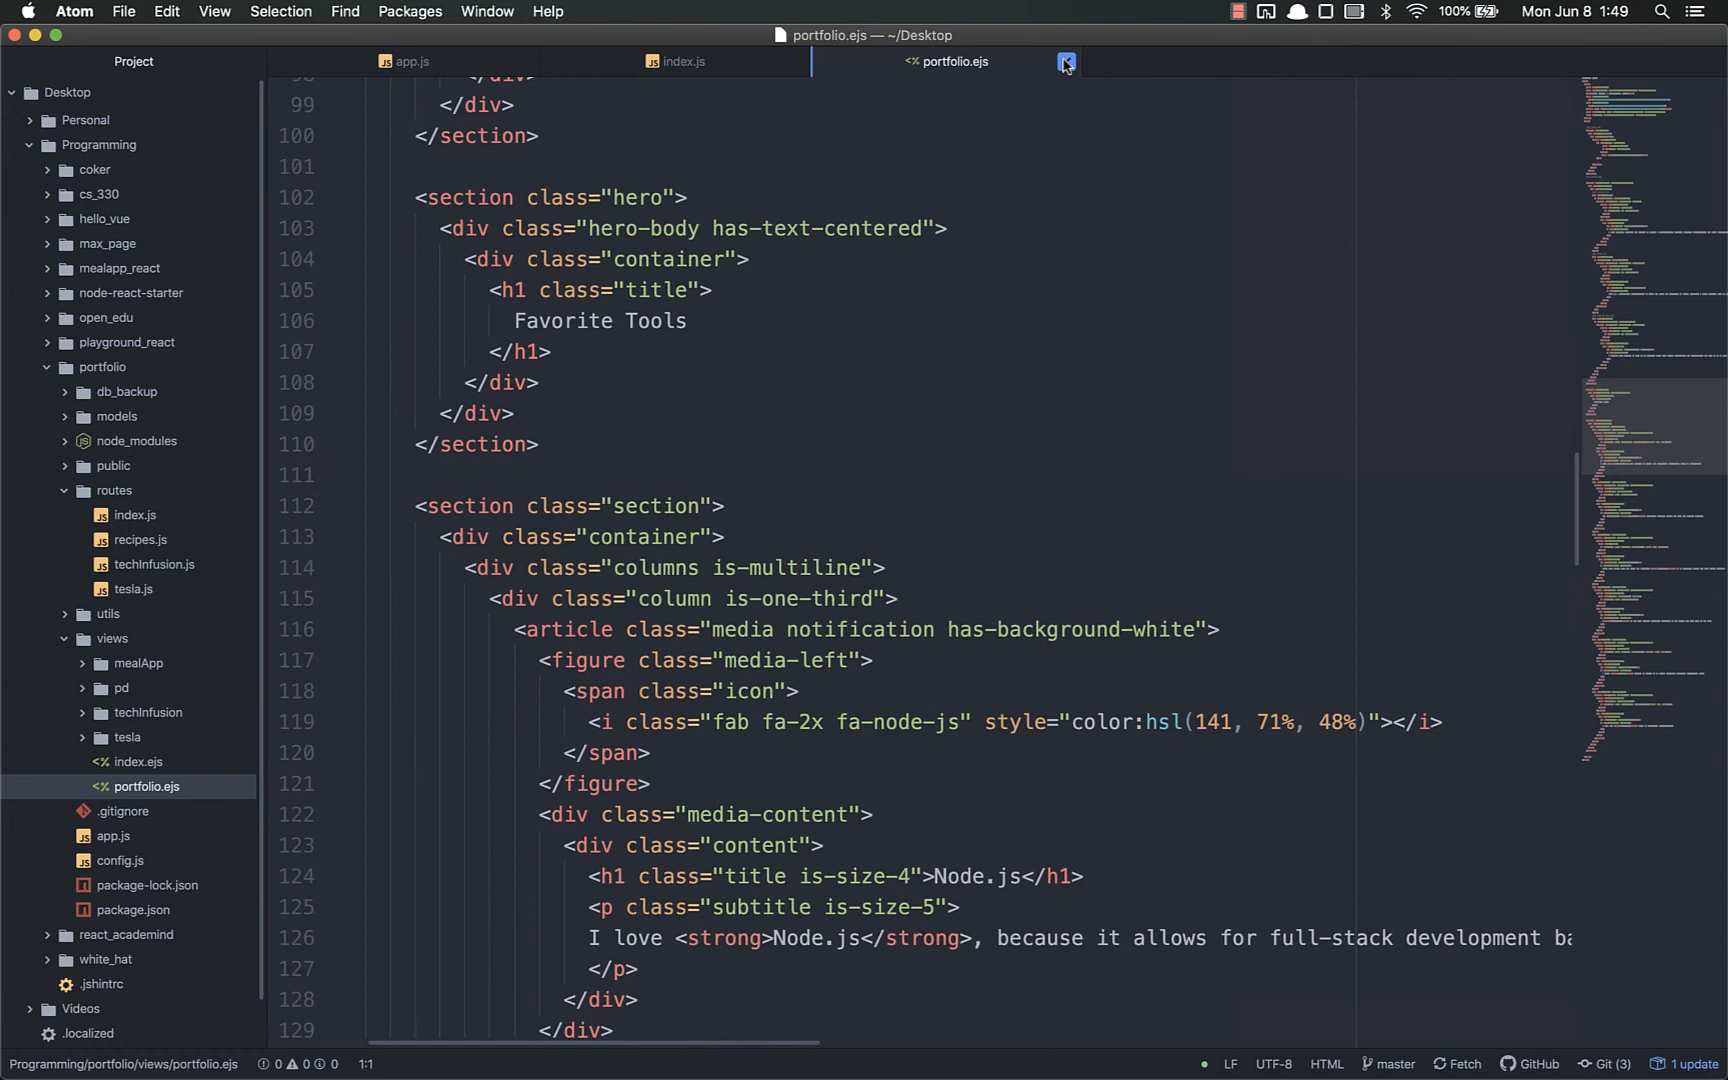 Atom File Edit View Selection Find Packages Window Help 100% Mon Jun 8 1:49
portfolio.ejs — ~/Desktop
Project app.js index.js portfolio.ejs
Desktop
Personal
Programming
coker
cs_330
hello_vue
max_page
mealapp_react
node-react-starter
open_edu
playground_react
portfolio
db_backup
models
node_modules
public
routes
index.js
recipes.js
techInfusion.js
tesla.js
utils
views
mealApp
pd
techInfusion
tesla
index.ejs
portfolio.ejs
.gitignore
app.js
config.js
package-lock.json
package.json
react_academind
white_hat
.jshintrc
Videos
.localized
98 </div>
99 </div>
100 </section>
101
102 <section class="hero">
103 <div class="hero-body has-text-centered">
104 <div class="container">
105 <h1 class="title">
106 Favorite Tools
107 </h1>
108 </div>
109 </div>
110 </section>
111
112 <section class="section">
113 <div class="container">
114 <div class="columns is-multiline">
115 <div class="column is-one-third">
116 <article class="media notification has-background-white">
117 <figure class="media-left">
118 <span class="icon">
119 <i class="fab fa-2x fa-node-js" style="color:hsl(141, 71%, 48%)"></i>
120 </span>
121 </figure>
122 <div class="media-content">
123 <div class="content">
124 <h1 class="title is-size-4">Node.js</h1>
125 <p class="subtitle is-size-5">
126 I love <strong>Node.js</strong>, because it allows for full-stack development ba
127 </p>
128 </div>
129 </div>
Programming/portfolio/views/portfolio.ejs 0 0 0 1:1 LF UTF-8 HTML master Fetch GitHub Git (3) 1 update